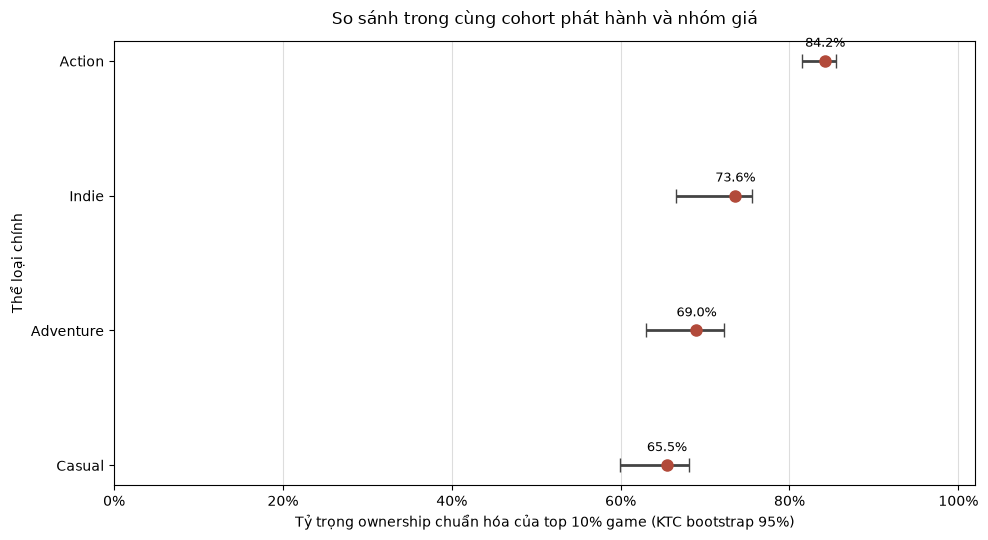 So sánh trong cùng cohort phát hành và nhóm giá
84.2%
Action
73.6%
Indie
69.0%
Adventure
65.5%
Casual
Thể loại chính
0% 20% 40% 60% 80% 100%
Tỷ trọng ownership chuẩn hóa của top 10% game (KTC bootstrap 95%)